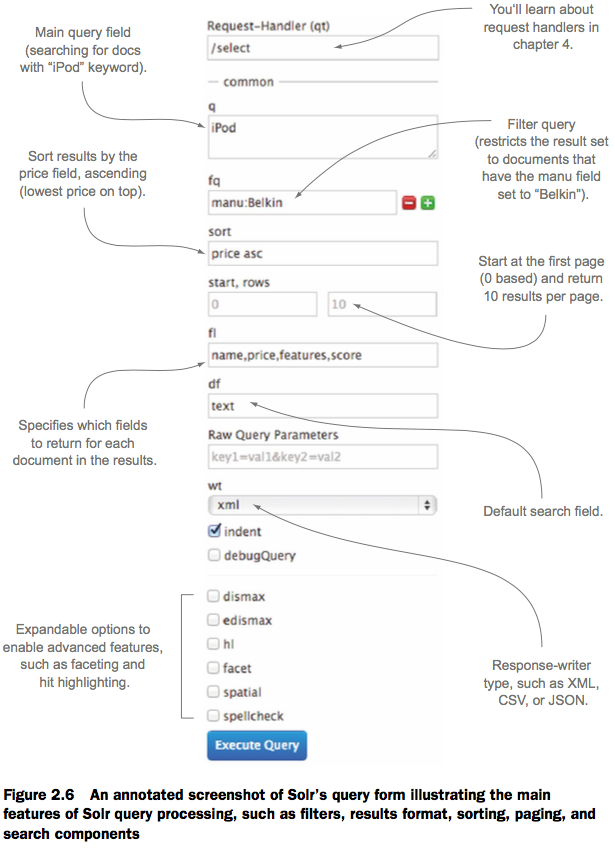 Main query field
(searching for docs
with “iPod” keyword).
Request-Handler (qt)
/select
You'll learn about
request handlers in
chapter 4.
common
q
iPod
Sort results by the
price field, ascending
(lowest price on top).
Filter query
(restricts the result set
to documents that
have the manu field
set to “Belkin”).
fq
manu:Belkin
sort
price asc
start, rows
0
10
Start at the first page
(0 based) and return
10 results per page.
fl
name,price,features,score
df
text
Specifies which fields
to return for each
document in the results.
Raw Query Parameters
key1=val1&key2=val2
Default search field.
wt
xml
indent
debugQuery
Expandable options to
enable advanced features,
such as faceting and
hit highlighting.
dismax
edismax
hl
facet
spatial
spellcheck
Response-writer
type, such as XML,
CSV, or JSON.
Execute Query
Figure 2.6 An annotated screenshot of Solr’s query form illustrating the main
features of Solr query processing, such as filters, results format, sorting, paging, and
search components